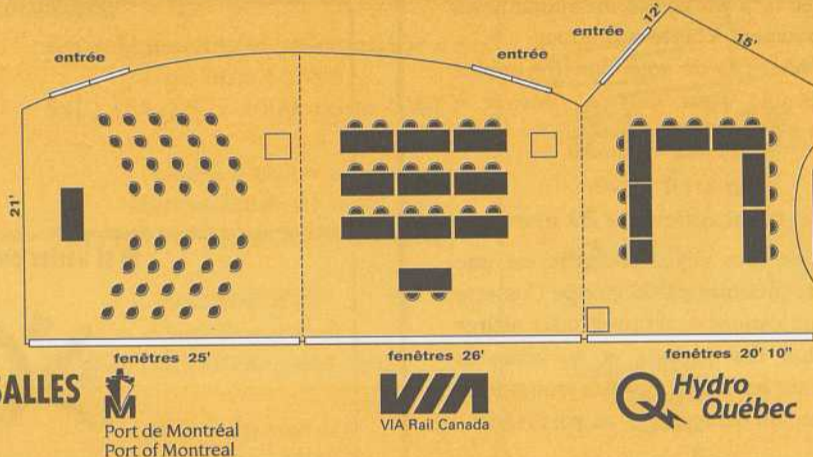 12'
15'
entrée
entrée
entrée
21'
fenêtres 25'
fenêtres 26'
fenêtres 20' 10"
SALLES
Port de Montréal
Port of Montreal
VIA
VIA Rail Canada
Hydro
Québec